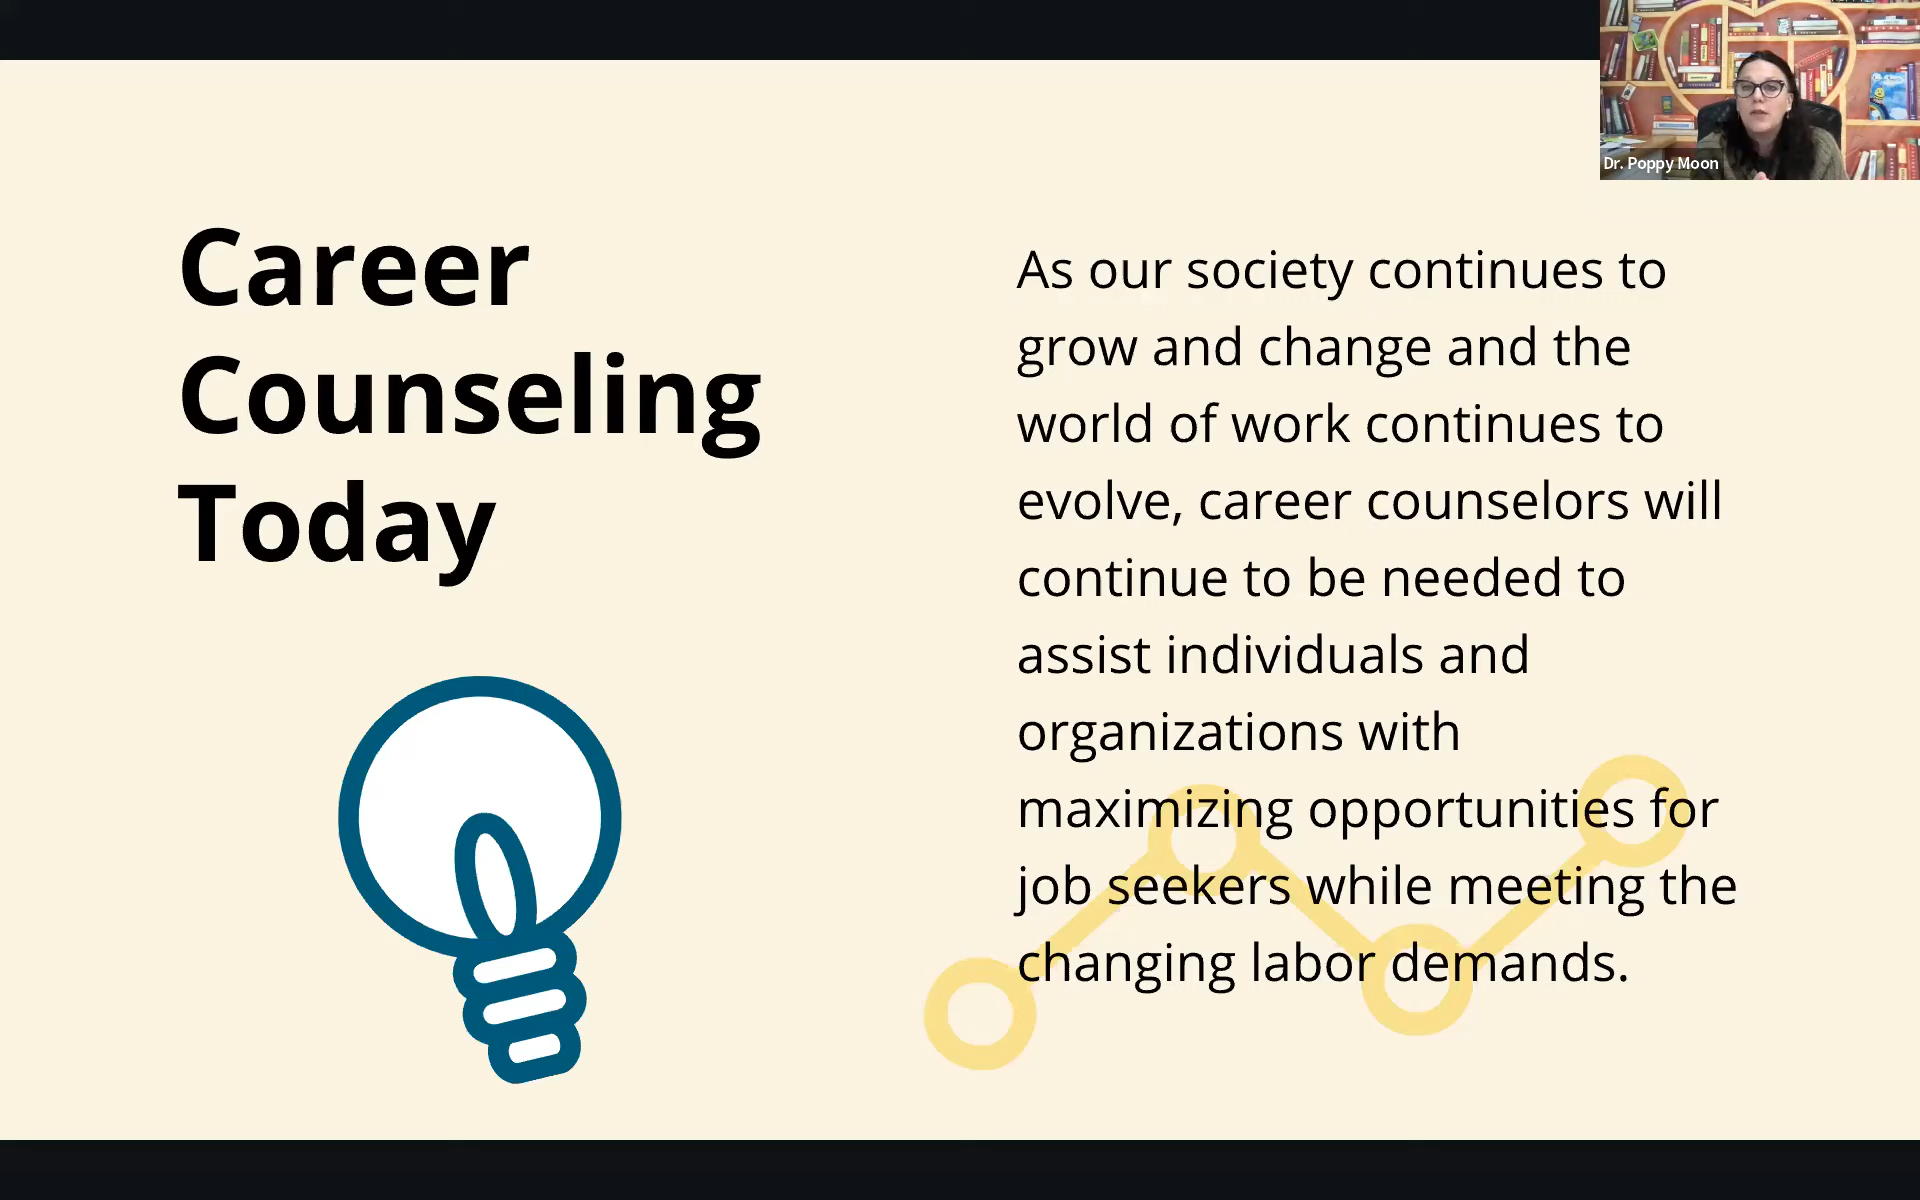 Dr. Poppy Moon
Career
Counseling
Today
As our society continues to
grow and change and the
world of work continues to
evolve, career counselors will
continue to be needed to
assist individuals and
organizations with
maximizing opportunities for
job seekers while meeting the
changing labor demands.